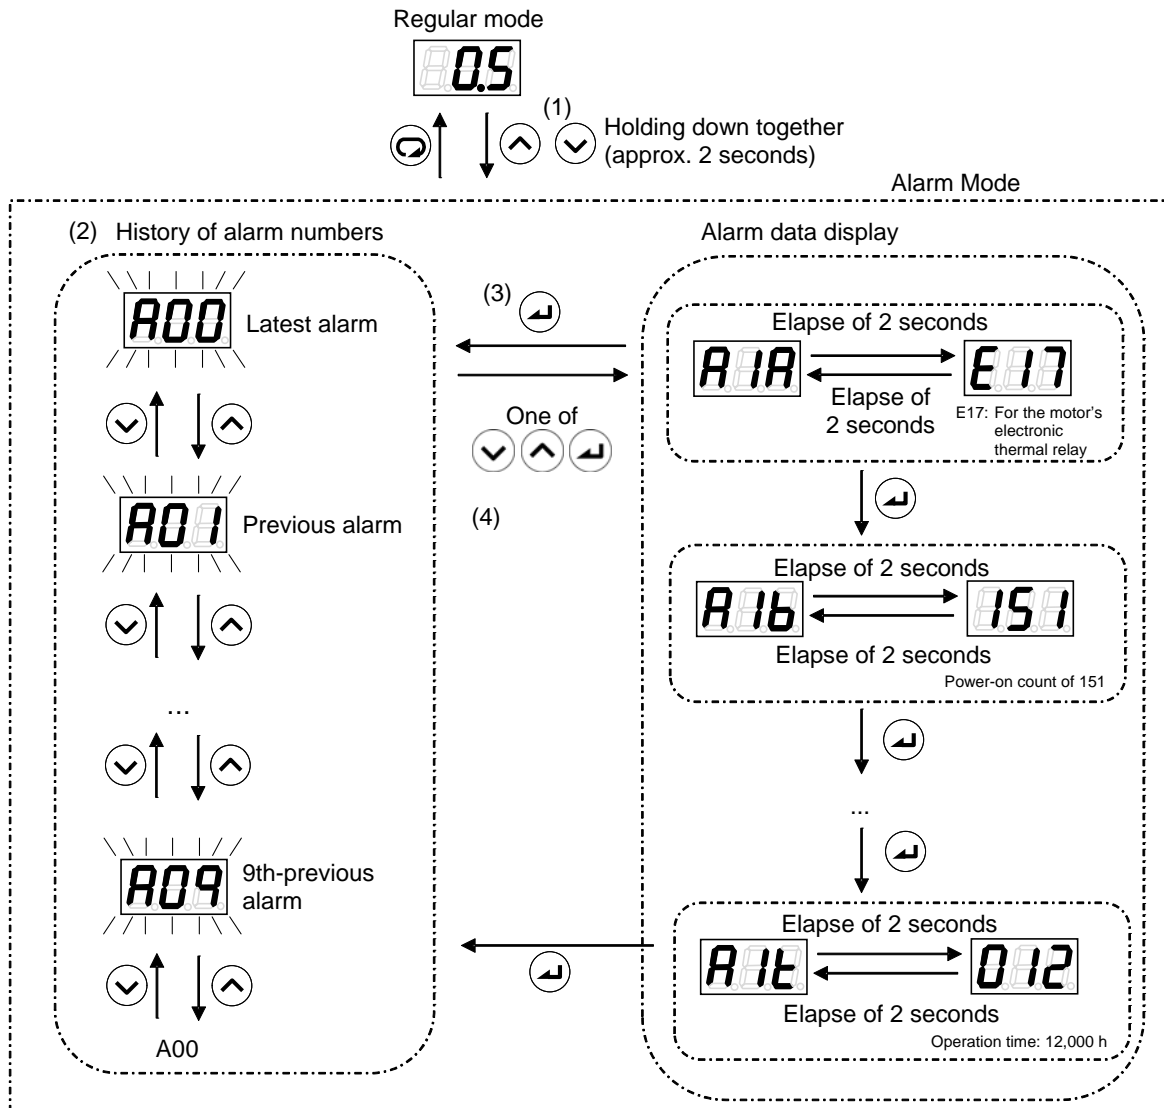 Regular mode
0.5
(1)
Holding down together
(approx. 2 seconds)
Alarm Mode
(2) History of alarm numbers
A00
Latest alarm
A01
Previous alarm
...
A09
9th-previous
alarm
A00
(3)
One of
(4)
Alarm data display
Elapse of 2 seconds
A1A
E17
Elapse of
2 seconds
E17: For the motor's
electronic
thermal relay
Elapse of 2 seconds
A1b
151
Elapse of 2 seconds
Power-on count of 151
...
Elapse of 2 seconds
A1t
012
Elapse of 2 seconds
Operation time: 12,000 h